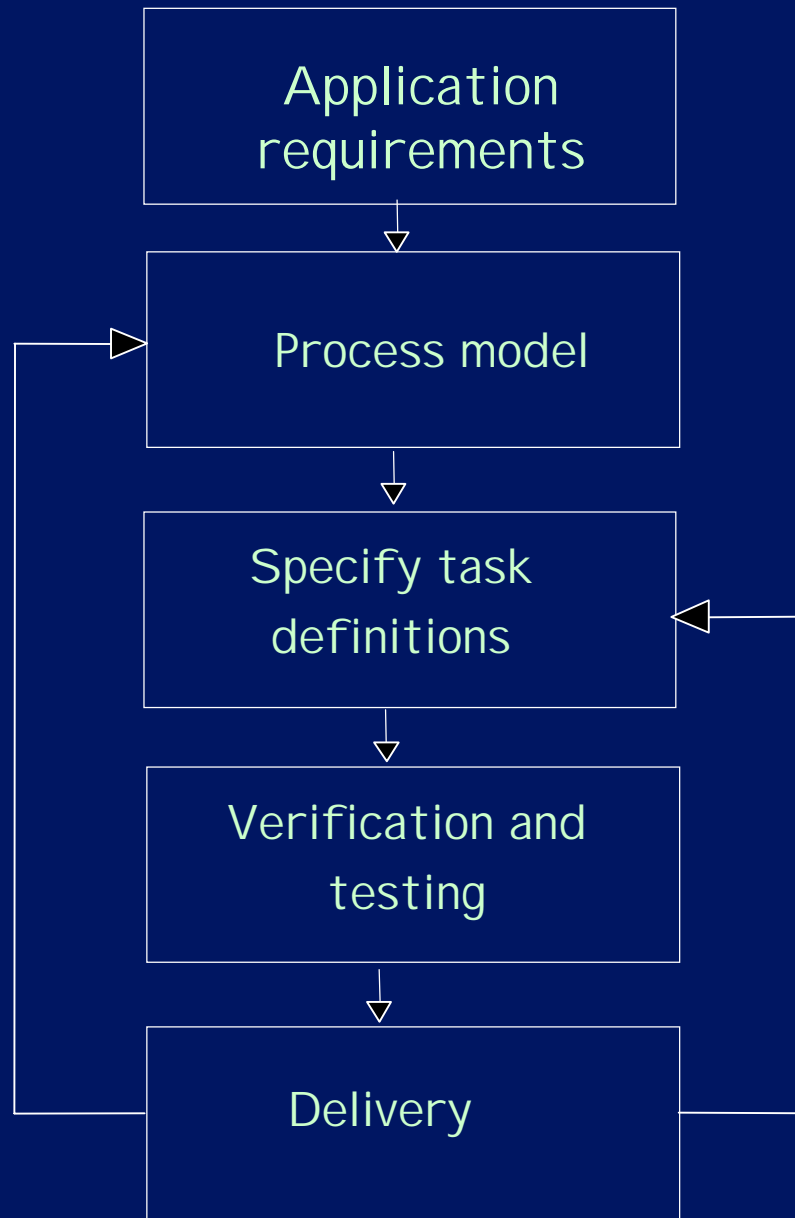 Application
requirements
Process model
Specify task
definitions
Verification and
testing
Delivery